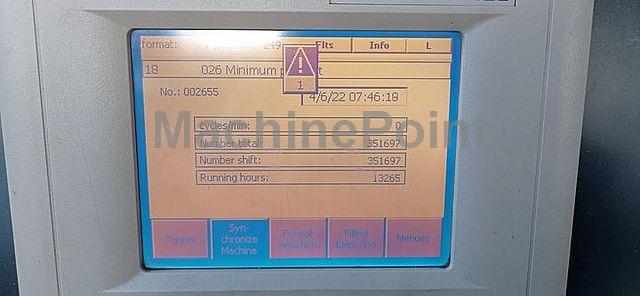 format: 249 Flts Info L
18 026 Minimum
1
No.: 002655 4/6/22 07:46:18
MachinePoint
cycles/min: 0
Number total: 351697
Number shift: 351697
Running hours: 13265
Tunnel
Syn-
chronize
Machine
Format
selection
Filling
Emptying
Menues